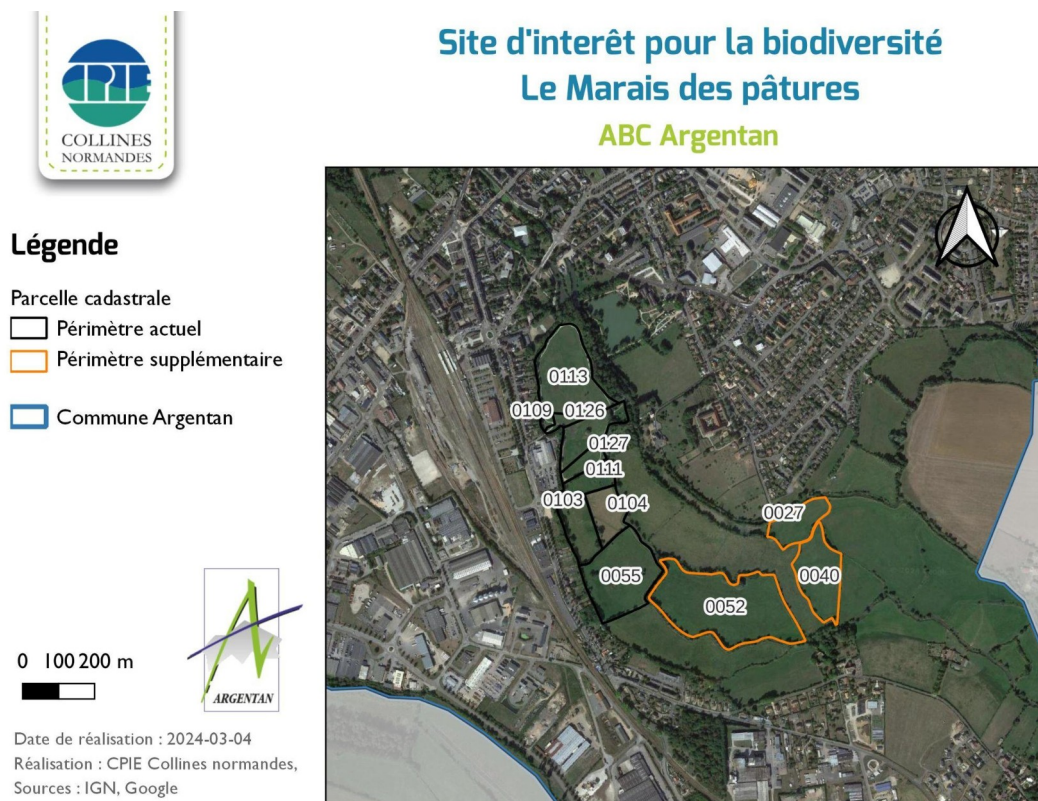 CPIE
COLLINES
NORMANDES
Site d'interêt pour la biodiversité
Le Marais des pâtures
ABC Argentan
Légende
Parcelle cadastrale
Périmètre actuel
Périmètre supplémentaire
Commune Argentan
0113
0109
0126
0127
0111
0103
0104
0027
0055
0040
0052
0 100 200 m
ARGENTAN
Date de réalisation : 2024-03-04
Réalisation : CPIE Collines normandes,
Sources : IGN, Google